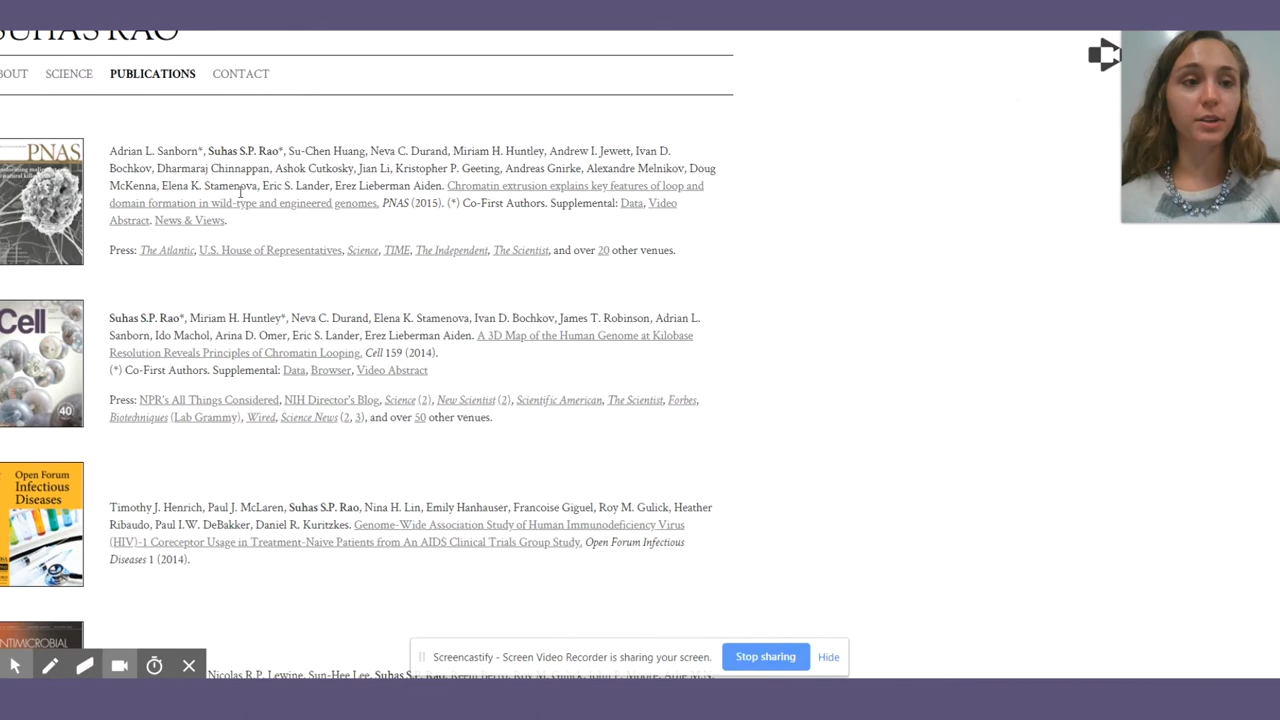 SUHAS RAO
BOUT SCIENCE PUBLICATIONS CONTACT
PNAS
Adrian L. Sanborn*, Suhas S.P. Rao*, Su-Chen Huang, Neva C. Durand, Miriam H. Huntley, Andrew I. Jewett, Ivan D.
Bochkov, Dharmaraj Chinnappan, Ashok Cutkosky, Jian Li, Kristopher P. Geeting, Andreas Gnirke, Alexandre Melnikov, Doug
McKenna, Elena K. Stamenova, Eric S. Lander, Erez Lieberman Aiden. Chromatin extrusion explains key features of loop and
domain formation in wild-type and engineered genomes. PNAS (2015). (*) Co-First Authors. Supplemental: Data, Video
Abstract. News & Views.
Press: The Atlantic, U.S. House of Representatives, Science, TIME, The Independent, The Scientist, and over 20 other venues.
Cell
40
Suhas S.P. Rao*, Miriam H. Huntley*, Neva C. Durand, Elena K. Stamenova, Ivan D. Bochkov, James T. Robinson, Adrian L.
Sanborn, Ido Machol, Arina D. Omer, Eric S. Lander, Erez Lieberman Aiden. A 3D Map of the Human Genome at Kilobase
Resolution Reveals Principles of Chromatin Looping. Cell 159 (2014).
(*) Co-First Authors. Supplemental: Data, Browser, Video Abstract
Press: NPR's All Things Considered, NIH Director's Blog, Science (2), New Scientist (2), Scientific American, The Scientist, Forbes,
Biotechniques (Lab Grammy), Wired, Science News (2, 3), and over 50 other venues.
Open Forum
Infectious
Diseases
Timothy J. Henrich, Paul J. McLaren, Suhas S.P. Rao, Nina H. Lin, Emily Hanhauser, Francoise Giguel, Roy M. Gulick, Heather
Ribaudo, Paul I.W. DeBakker, Daniel R. Kuritzkes. Genome-Wide Association Study of Human Immunodeficiency Virus
(HIV)-1 Coreceptor Usage in Treatment-Naive Patients from An AIDS Clinical Trials Group Study. Open Forum Infectious
Diseases 1 (2014).
NTIMICROBIAL
Nicolas R.P. Lewine, Sun-Hee Lee, Suhas S.P. Rao,
Screencastify - Screen Video Recorder is sharing your screen. Stop sharing Hide